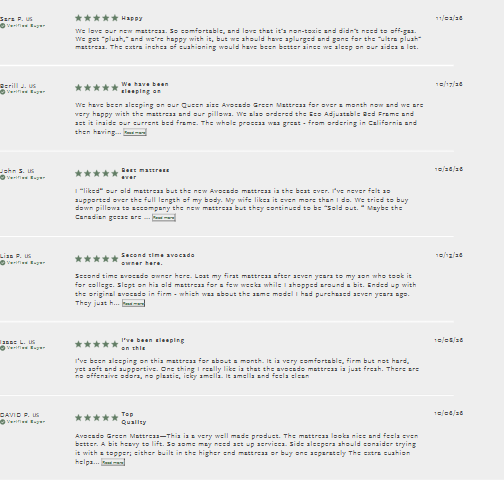 Sara P. US
Verified Buyer
Happy
11/02/26
We love our new mattress. So comfortable, and love that it's non-toxic and didn't need to off-gas.
We got "plush," and we're happy with it, but we should have splurged and gone for the "ultra plush"
mattress. The extra inches of cushioning would have been better since we sleep on our sides a lot.
Berill J. US
Verified Buyer
We have been
sleeping on
10/17/26
We have been sleeping on our Queen size Avocado Green Mattress for over a month now and we are
very happy with the mattress and our pillows. We also ordered the Eco Adjustable Bed Frame and
set it inside our current bed frame. The whole process was great - from ordering in California and
then having... Read more
John S. US
Verified Buyer
Best mattress
ever
10/26/26
I "liked" our old mattress but the new Avocado mattress is the best ever. I've never felt so
supported over the full length of my body. My wife likes it even more than I do. We tried to buy
down pillows to accompany the new mattress but they continued to be "Sold out. " Maybe the
Canadian geese are ... Read more
Lisa P. US
Verified Buyer
Second time avocado
owner here.
10/13/26
Second time avocado owner here. Lost my first mattress after seven years to my son who took it
for college. Slept on his old mattress for a few weeks while I shopped around a bit. Ended up with
the original avocado in firm - which was about the same model I had purchased seven years ago.
They just h... Read more
Isaac L. US
Verified Buyer
I've been sleeping
on this
10/08/26
I've been sleeping on this mattress for about a month. It is very comfortable, firm but not hard,
yet soft and supportive. One thing I really like is that the avocado mattress is just fresh. There are
no offensive odors, no plastic, icky smells. It smells and feels clean
DAVID P. US
Verified Buyer
Top
Quality
10/06/26
Avocado Green Mattress—This is a very well made product. The mattress looks nice and feels even
better. A bit heavy to lift. So some may need set up services. Side sleepers should consider trying
it with a topper; either built in the higher end mattress or buy one separately The extra cushion
helps... Read more